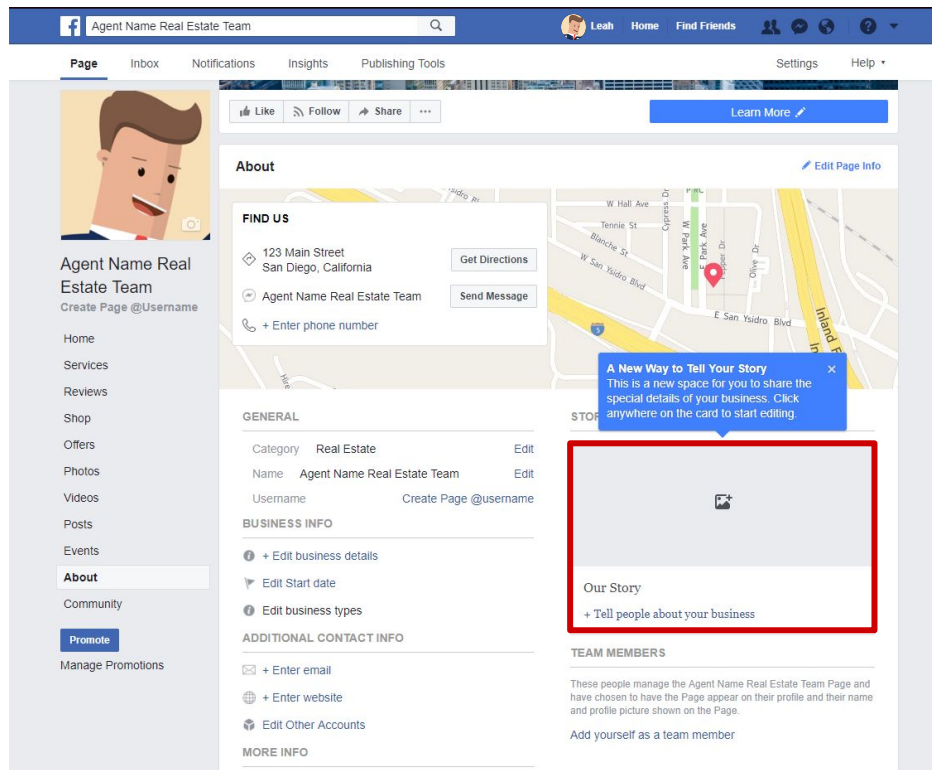 Agent Name Real Estate Team
Leah Home Find Friends
Page Inbox Notifications Insights Publishing Tools Settings Help
Like Follow Share
Learn More
About
Edit Page Info
FIND US
123 Main Street
San Diego, California
Get Directions
Agent Name Real Estate Team
Send Message
+ Enter phone number
W Hall Ave
Tennie St
Blanche St
W San Ysidro Blvd
Cypress Dr
W Park Ave
E Park Ave
Olive Dr
E San Ysidro Blvd
5
A New Way to Tell Your Story
This is a new space for you to share the
special details of your business. Click
anywhere on the card to start editing.
Agent Name Real
Estate Team
Create Page @Username
Home
Services
Reviews
Shop
Offers
Photos
Videos
Posts
Events
About
Community
Promote
Manage Promotions
GENERAL
Category Real Estate Edit
Name Agent Name Real Estate Team Edit
Username Create Page @username
BUSINESS INFO
+ Edit business details
Edit Start date
Edit business types
ADDITIONAL CONTACT INFO
+ Enter email
+ Enter website
Edit Other Accounts
MORE INFO
Our Story
+ Tell people about your business
TEAM MEMBERS
These people manage the Agent Name Real Estate Team Page and
have chosen to have the Page appear on their profile and their name
and profile picture shown on the Page.
Add yourself as a team member